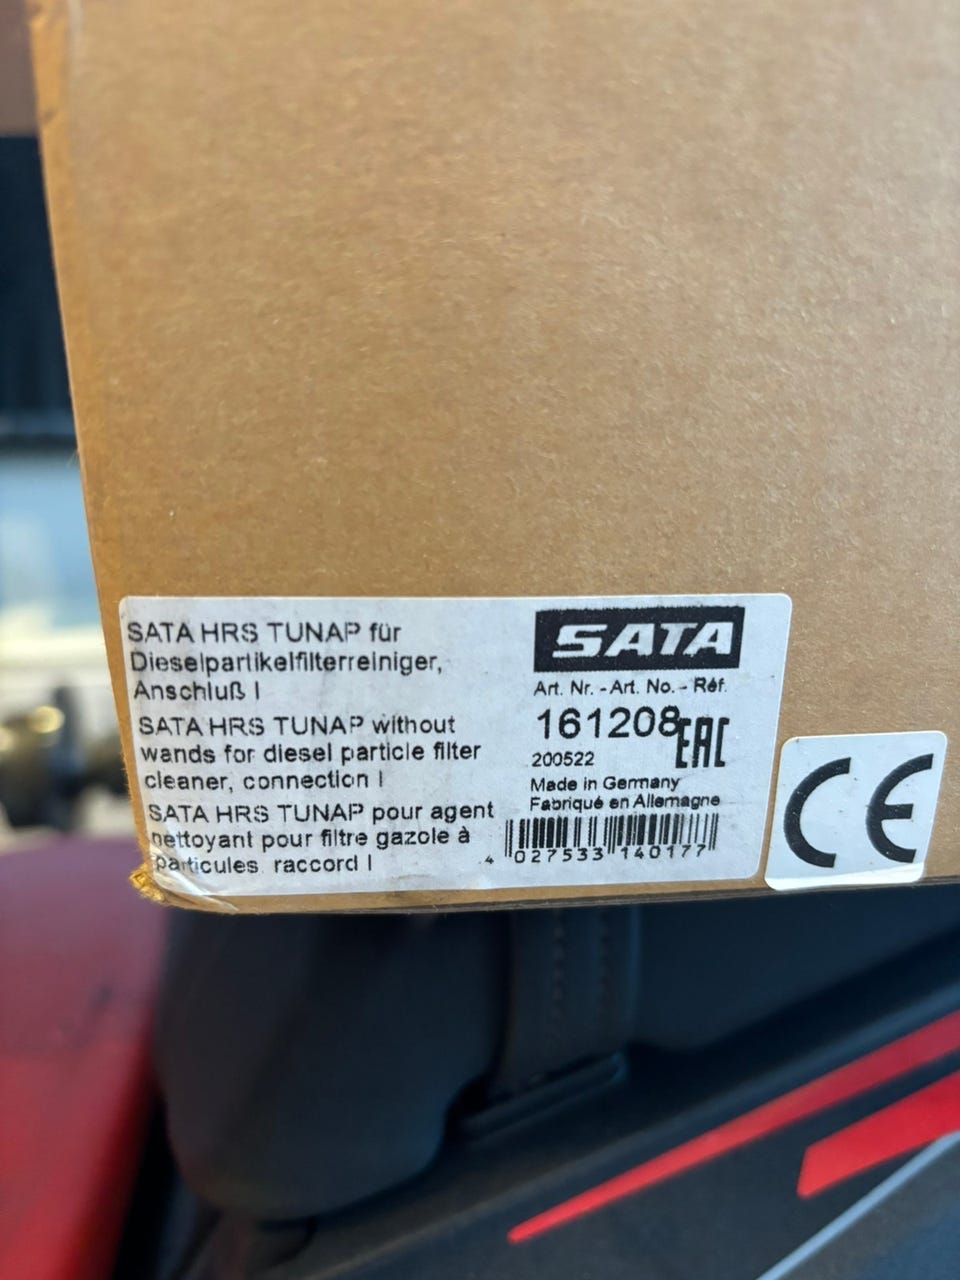 SATA HRS TUNAP für
Dieselpartikelfilterreiniger,
Anschluß I
SATA HRS TUNAP without
wands for diesel particle filter
cleaner, connection I
SATA HRS TUNAP pour agent
nettoyant pour filtre gazole à
particules, raccord I
SATA
Art. Nr. - Art. No. - Réf.
161208
EAC
200522
Made in Germany
Fabriqué en Allemagne
4 027533 140177
CE